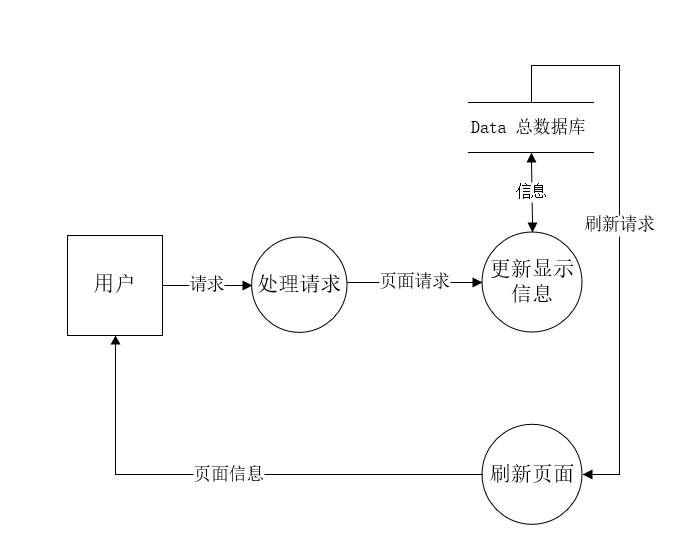 Data 总数据库
信息
刷新请求
用户
请求
处理请求
页面请求
更新显示
信息
页面信息
刷新页面